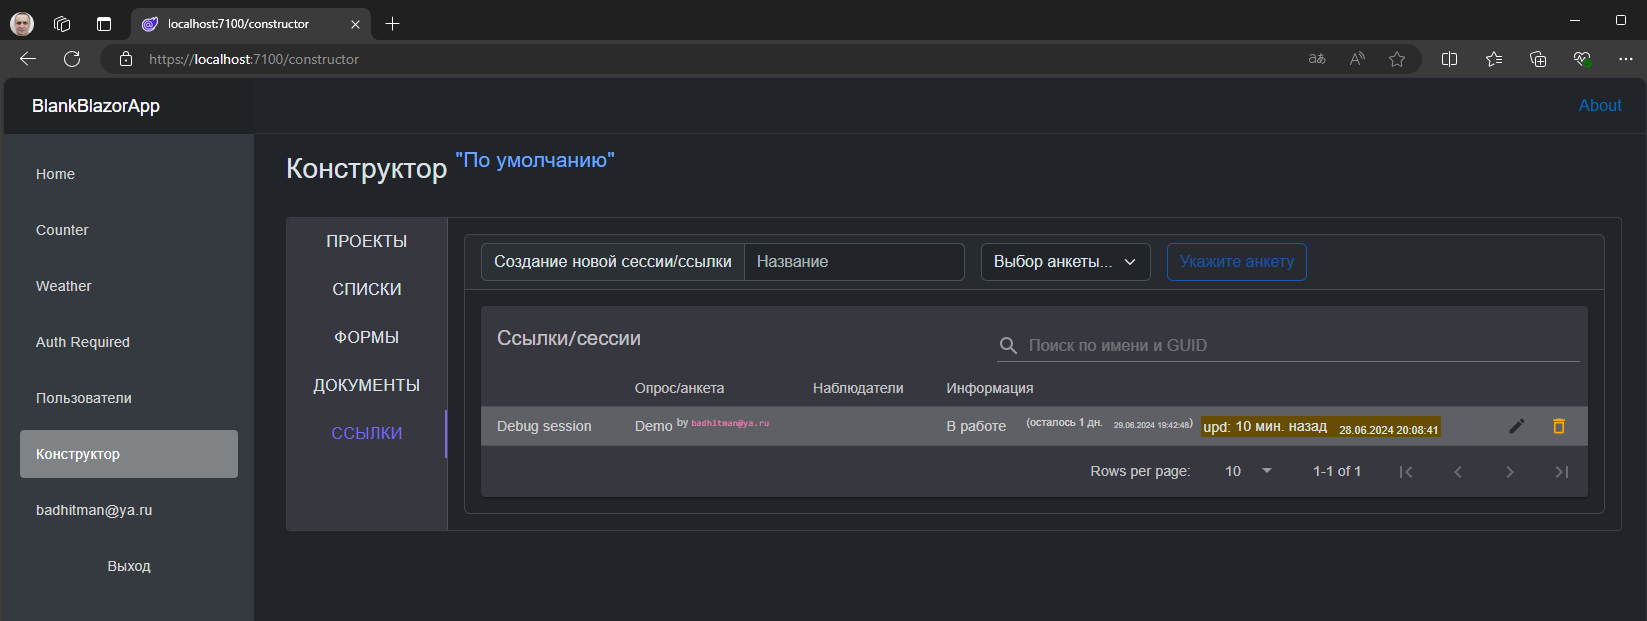 localhost:7100/constructor
https://localhost:7100/constructor
BlankBlazorApp
About
Home
Counter
Weather
Auth Required
Пользователи
Конструктор
badhitman@ya.ru
Выход
Конструктор "По умолчанию"
ПРОЕКТЫ
СПИСКИ
ФОРМЫ
ДОКУМЕНТЫ
ССЫЛКИ
Создание новой сессии/ссылки Название Выбор анкеты... Укажите анкету
Ссылки/сессии Поиск по имени и GUID
Опрос/анкета Наблюдатели Информация
Debug session Demo by badhitman@ya.ru В работе (осталось 1 дн. 29.06.2024 19:42:48) upd: 10 мин. назад 28.06.2024 20:08:41
Rows per page: 10 1-1 of 1